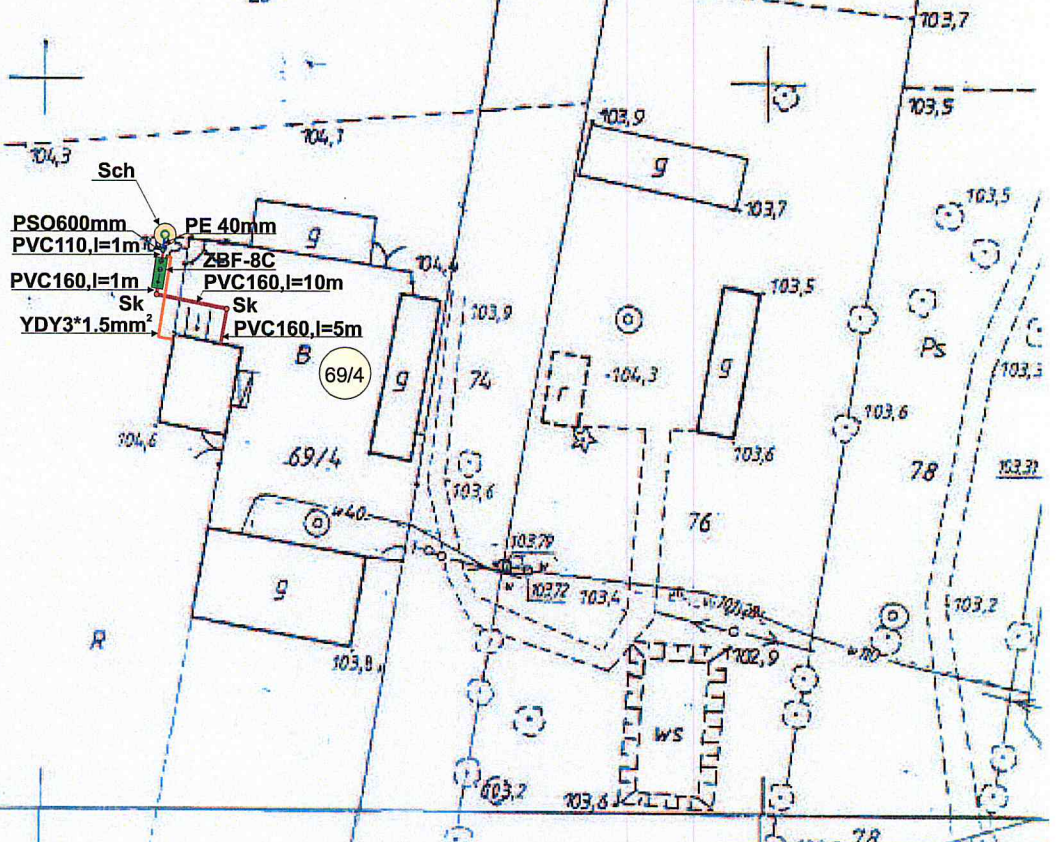 103,7
103,5
103,9
104,1
104,3
g
103,7
Sch
103,5
PSO600mm
PE 40mm
g
PVC110,l=1m
ZBF-8C
PVC160,l=1m
PVC160,l=10m
103,5
Sk
Sk
103,9
YDY3*1.5mm²
PVC160,l=5m
Ps
B
69/4
g
74
r
104,3
g
103,3
103,6
104,6
69/4
103,6
78
103,31
103,6
w40
76
103,79
w
w
103,72
103,4
103,2
g
R
103,8
102,9
w110
ws
103,2
103,6
78